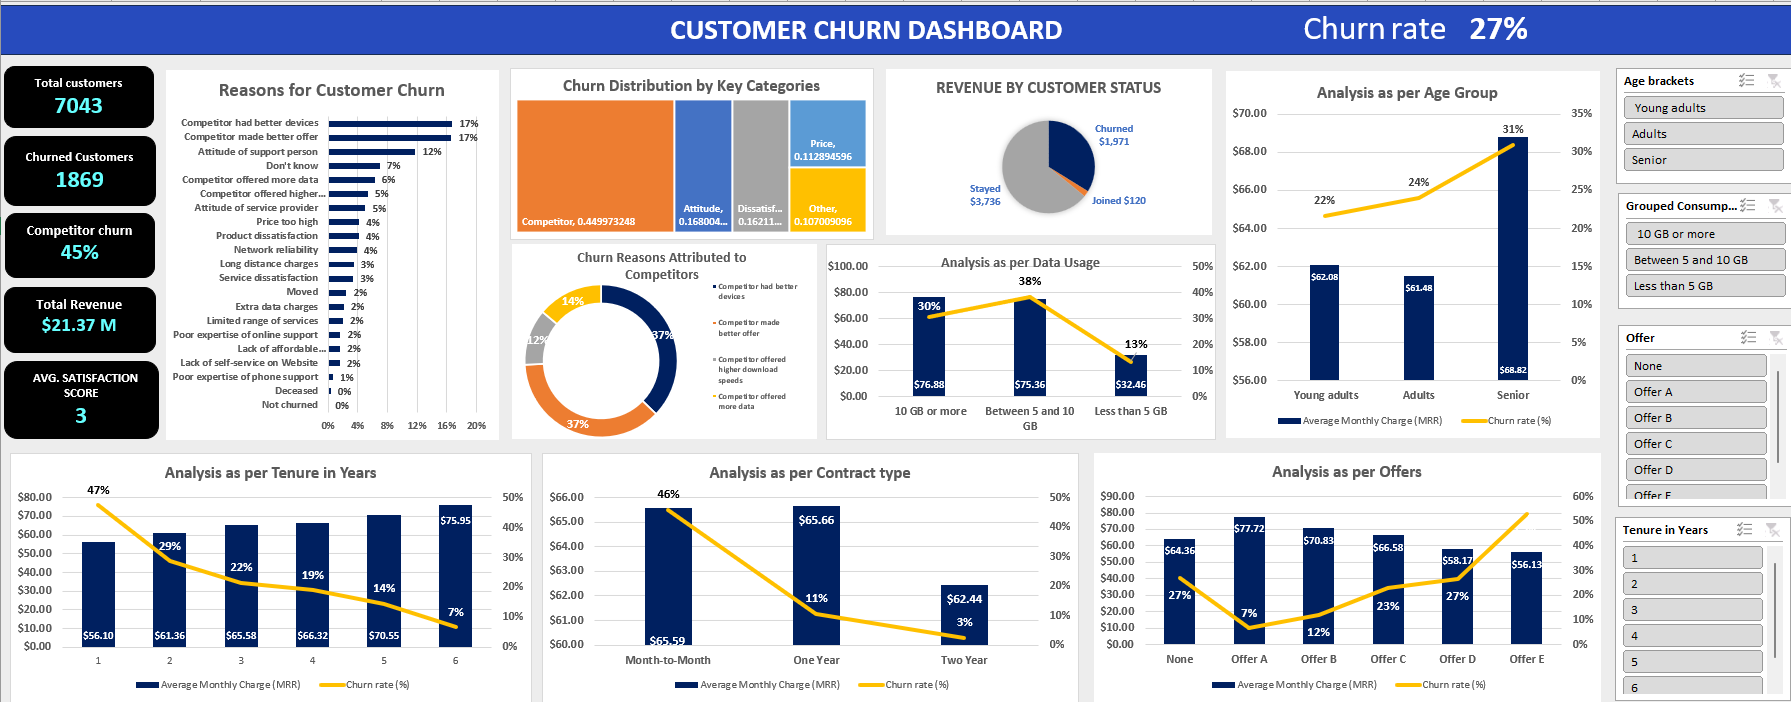 CUSTOMER CHURN DASHBOARD
Churn rate 27%
Total customers
7043
Churned Customers
1869
Competitor churn
45%
Total Revenue
$21.37 M
AVG. SATISFACTION
SCORE
3
Reasons for Customer Churn
Competitor had better devices 17%
Competitor made better offer 17%
Attitude of support person 12%
Don't know 7%
Competitor offered more data 6%
Competitor offered higher... 5%
Attitude of service provider 5%
Price too high 4%
Product dissatisfaction 4%
Network reliability 4%
Long distance charges 3%
Service dissatisfaction 3%
Moved 2%
Extra data charges 2%
Limited range of services 2%
Poor expertise of online support 2%
Lack of affordable... 2%
Lack of self-service on Website 2%
Poor expertise of phone support 1%
Deceased 0%
Not churned 0%
0% 4% 8% 12% 16% 20%
Churn Distribution by Key Categories
Competitor, 0.449973248
Attitude,
0.168004...
Dissatisf...
0.16211...
Price,
0.112894596
Other,
0.107009096
REVENUE BY CUSTOMER STATUS
Churned
$1,971
Stayed
$3,736
Joined $120
Churn Reasons Attributed to
Competitors
14%
37%
12%
37%
Competitor had better
devices
Competitor made
better offer
Competitor offered
higher download
speeds
Competitor offered
more data
Analysis as per Data Usage
$100.00
$80.00
$60.00
$40.00
$20.00
$0.00
30%
38%
13%
$76.88
$75.36
$32.46
50%
40%
30%
20%
10%
0%
10 GB or more
Between 5 and 10
GB
Less than 5 GB
Analysis as per Age Group
$70.00
$68.00
$66.00
$64.00
$62.00
$60.00
$58.00
$56.00
22%
24%
31%
$62.08
$61.48
$68.82
35%
30%
25%
20%
15%
10%
5%
0%
Young adults
Adults
Senior
Average Monthly Charge (MRR)
Churn rate (%)
Age brackets
Young adults
Adults
Senior
Grouped Consump...
10 GB or more
Between 5 and 10 GB
Less than 5 GB
Offer
None
Offer A
Offer B
Offer C
Offer D
Offer E
Tenure in Years
1
2
3
4
5
6
Analysis as per Tenure in Years
$80.00
$70.00
$60.00
$50.00
$40.00
$30.00
$20.00
$10.00
$0.00
47%
29%
22%
19%
14%
7%
$56.10
$61.36
$65.58
$66.32
$70.55
$75.95
50%
40%
30%
20%
10%
0%
1 2 3 4 5 6
Average Monthly Charge (MRR)
Churn rate (%)
Analysis as per Contract type
$66.00
$65.00
$64.00
$63.00
$62.00
$61.00
$60.00
46%
11%
3%
$65.59
$65.66
$62.44
50%
40%
30%
20%
10%
0%
Month-to-Month
One Year
Two Year
Average Monthly Charge (MRR)
Churn rate (%)
Analysis as per Offers
$90.00
$80.00
$70.00
$60.00
$50.00
$40.00
$30.00
$20.00
$10.00
$0.00
$64.36
$77.72
$70.83
$66.58
$58.17
$56.13
27%
7%
12%
23%
27%
60%
50%
40%
30%
20%
10%
0%
None
Offer A
Offer B
Offer C
Offer D
Offer E
Average Monthly Charge (MRR)
Churn rate (%)